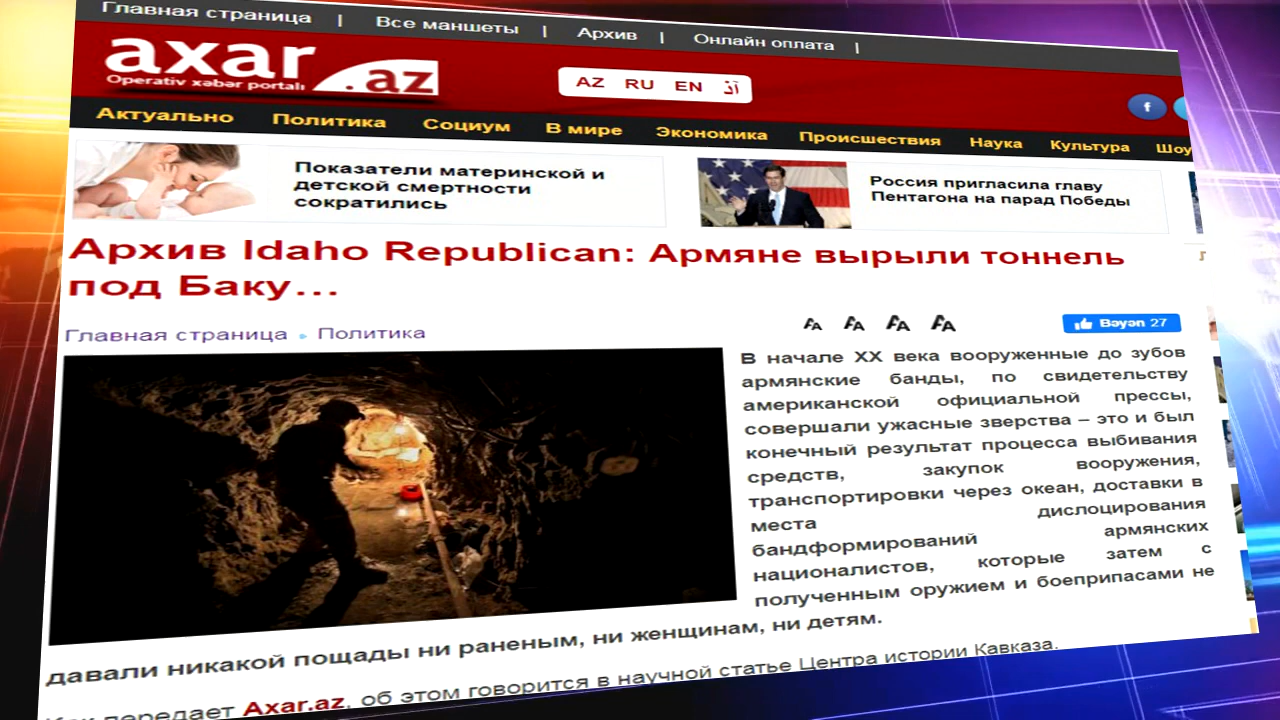 Главная страница | Все маншеты | Архив | Онлайн оплата |
axar.az
Operativ xəbər portalı
AZ RU EN آذ
f
Актуально Политика Социум В мире Экономика Происшествия Наука Культура Шоу
Показатели материнской и
детской смертности
сократились
Россия пригласила главу
Пентагона на парад Победы
Архив Idaho Republican: Армяне вырыли тоннель
под Баку...
Главная страница • Политика
A A A A
Bəyən 27
В начале XX века вооруженные до зубов
армянские банды, по свидетельству
американской официальной прессы,
совершали ужасные зверства – это и был
конечный результат процесса выбивания
средств, закупок вооружения,
транспортировки через океан, доставки в
места дислоцирования
бандформирований армянских
националистов, которые затем с
полученным оружием и боеприпасами не
давали никакой пощады ни раненым, ни женщинам, ни детям.
Как передает Axar.az, об этом говорится в научной статье Центра истории Кавказа.